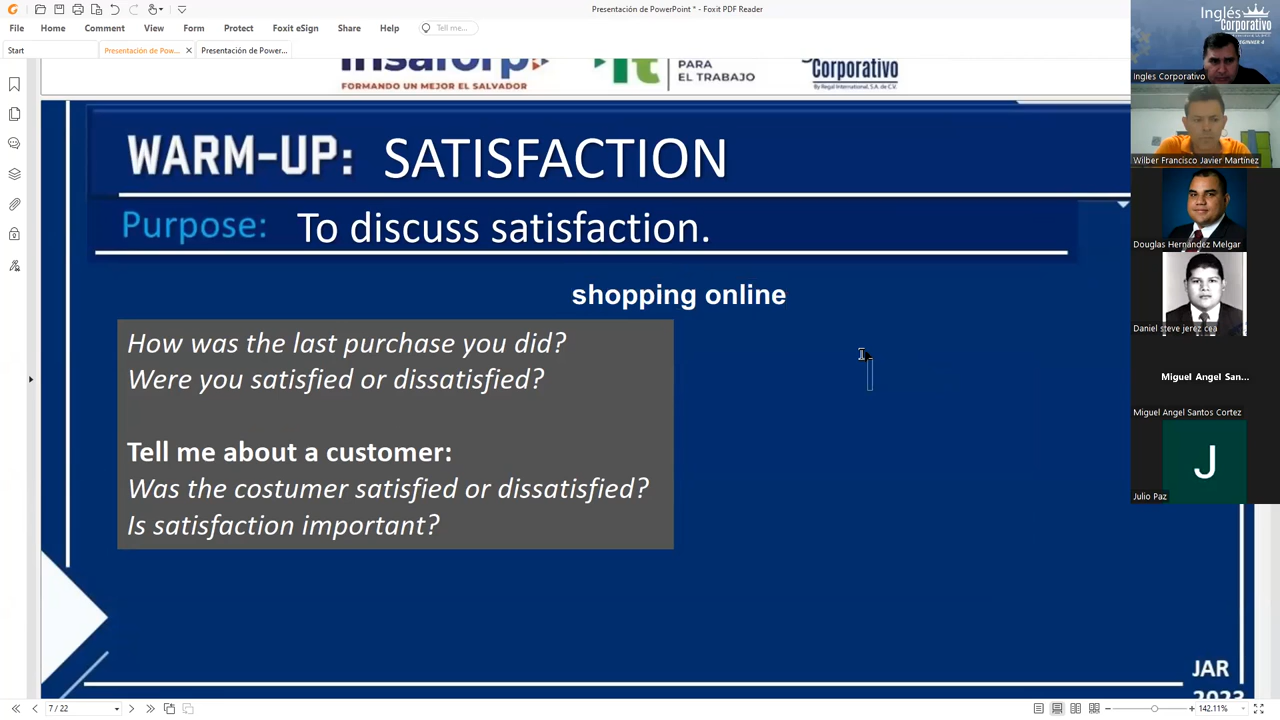 Presentación de PowerPoint * - Foxit PDF Reader
File Home Comment View Form Protect Foxit eSign Share Help Tell me...
Start Presentación de Pow... Presentación de Power...
insaforp
FORMANDO UN MEJOR EL SALVADOR
PARA
EL TRABAJO
Corporativo
By Regal International, S.A. de C.V.
WARM-UP: SATISFACTION
Purpose: To discuss satisfaction.
shopping online
How was the last purchase you did?
Were you satisfied or dissatisfied?
Tell me about a customer:
Was the costumer satisfied or dissatisfied?
Is satisfaction important?
JAR
2023
Inglés
Corporativo
BEGINNER 4
Ingles Corporativo
Wilber Francisco Javier Martínez
Douglas Hernández Melgar
Daniel steve jerez cea
Miguel Angel San...
Miguel Angel Santos Cortez
J
Julio Paz
7 / 22
142.11%